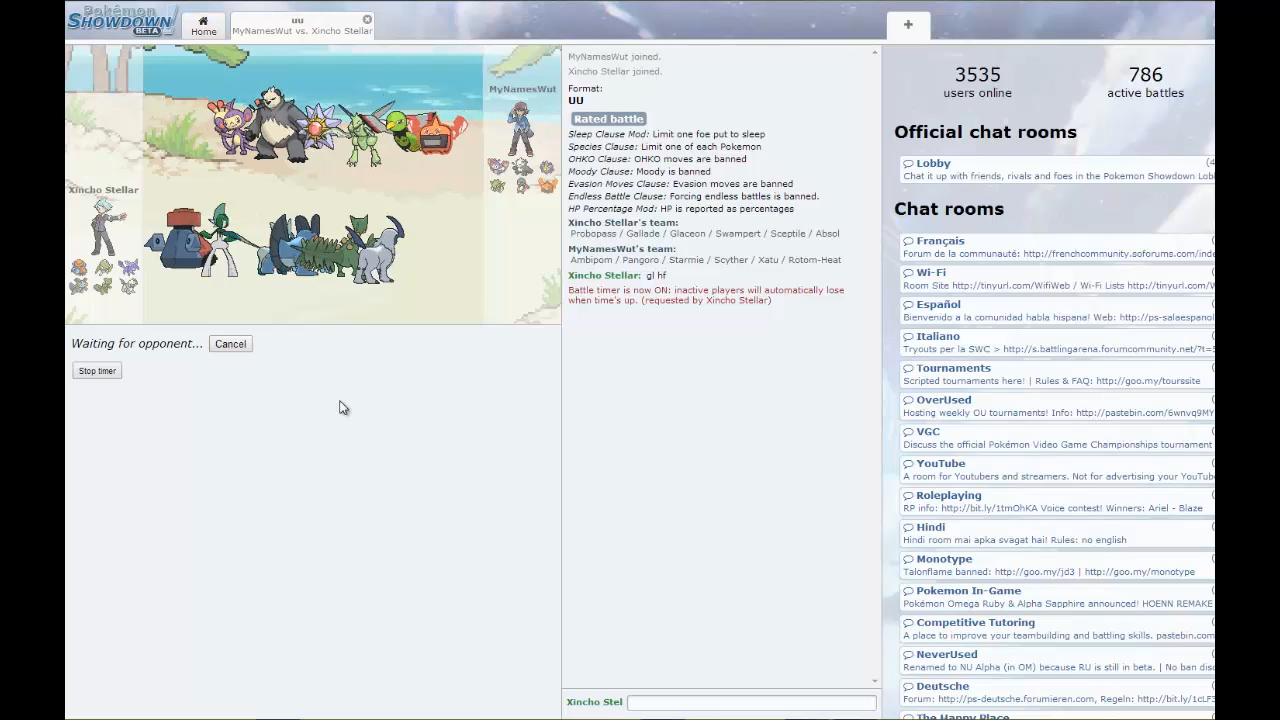 Pokémon
SHOWDOWN
BETA
Home
uu
MyNamesWut vs. Xincho Stellar
+
MyNamesWut
Xincho Stellar
Waiting for opponent... Cancel
Stop timer
MyNamesWut joined.
Xincho Stellar joined.
Format:
UU
Rated battle
Sleep Clause Mod: Limit one foe put to sleep
Species Clause: Limit one of each Pokemon
OHKO Clause: OHKO moves are banned
Moody Clause: Moody is banned
Evasion Moves Clause: Evasion moves are banned
Endless Battle Clause: Forcing endless battles is banned.
HP Percentage Mod: HP is reported as percentages
Xincho Stellar's team:
Probopass / Gallade / Glaceon / Swampert / Sceptile / Absol
MyNamesWut's team:
Ambipom / Pangoro / Starmie / Scyther / Xatu / Rotom-Heat
Xincho Stellar: gl hf
Battle timer is now ON: inactive players will automatically lose
when time's up. (requested by Xincho Stellar)
Xincho Stel
3535 786
users online active battles
Official chat rooms
Lobby (4
Chat it up with friends, rivals and foes in the Pokemon Showdown Lobb
Chat rooms
Français (
Forum de la communauté: http://frenchcommunity.soforums.com/inde
Wi-Fi (
Room Site http://tinyurl.com/WifiWeb / Wi-Fi Lists http://tinyurl.com/W
Español (
Bienvenido a la comunidad habla hispana! Web: http://ps-salaespanol
Italiano (
Tryouts per la SWC > http://s.battlingarena.forumcommunity.net/?t=5
Tournaments (
Scripted tournaments here! | Rules & FAQ: http://goo.my/tourssite
OverUsed (
Hosting weekly OU tournaments! Info: http://pastebin.com/6wnvq9MY
VGC (
Discuss the official Pokémon Video Game Championships tournament
YouTube (
A room for Youtubers and streamers. Not for advertising your YouTub
Roleplaying (
RP info: http://bit.ly/1tmOhKA Voice contest! Winners: Ariel - Blaze
Hindi (
Hindi room mai apka svagat hai! Rules: no english
Monotype (
Talonflame banned: http://goo.my/jd3 | http://goo.my/monotype
Pokemon In-Game (
Pokémon Omega Ruby & Alpha Sapphire announced! HOENN REMAKE
Competitive Tutoring (
A place to improve your teambuilding and battling skills. pastebin.com
NeverUsed (
Renamed to NU Alpha (in OM) because RU is still in beta. | No ban disc
Deutsche (
Forum: http://ps-deutsche.forumieren.com, Regeln: http://bit.ly/1cLF3
The Happy Place